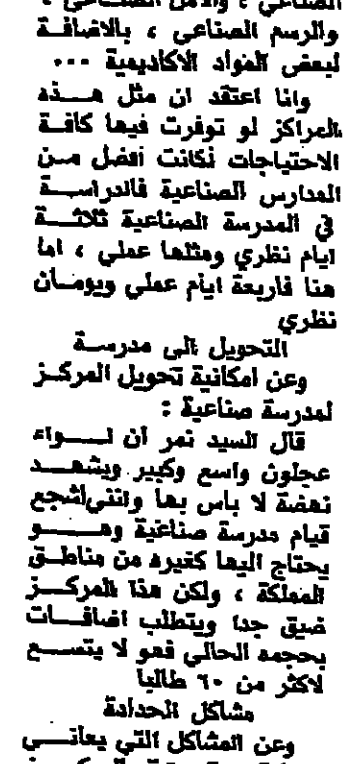 الصناعي ، والامن الصناعي ،
والرسم الصناعي ، بالاضافة
لبعض المواد الاكاديمية ...
وانا اعتقد ان مثل هذه
المراكز لو توفرت فيها كافة
الاحتياجات لكانت افضل من
المدارس الصناعية فالدراسة
في المدرسة الصناعية ثلاثة
ايام نظري ومثلها عملي ، اما
هنا فاربعة ايام عملي ويومان
نظري
التحويل الى مدرسة
وعن امكانية تحويل المركز
لمدرسة صناعية :
قال السيد نمر ان لواء
عجلون واسع وكبير ويشهد
نهضة لا باس بها وانني اشجع
قيام مدرسة صناعية وهو
يحتاج اليها كغيره من مناطق
المملكة ، ولكن هذا المركز
ضيق جدا ويتطلب اضافات
بحجمه الحالي فهو لا يتسع
لاكثر من ٦٠ طالبا
مشاكل الحدادة
وعن المشاكل التي يعاني